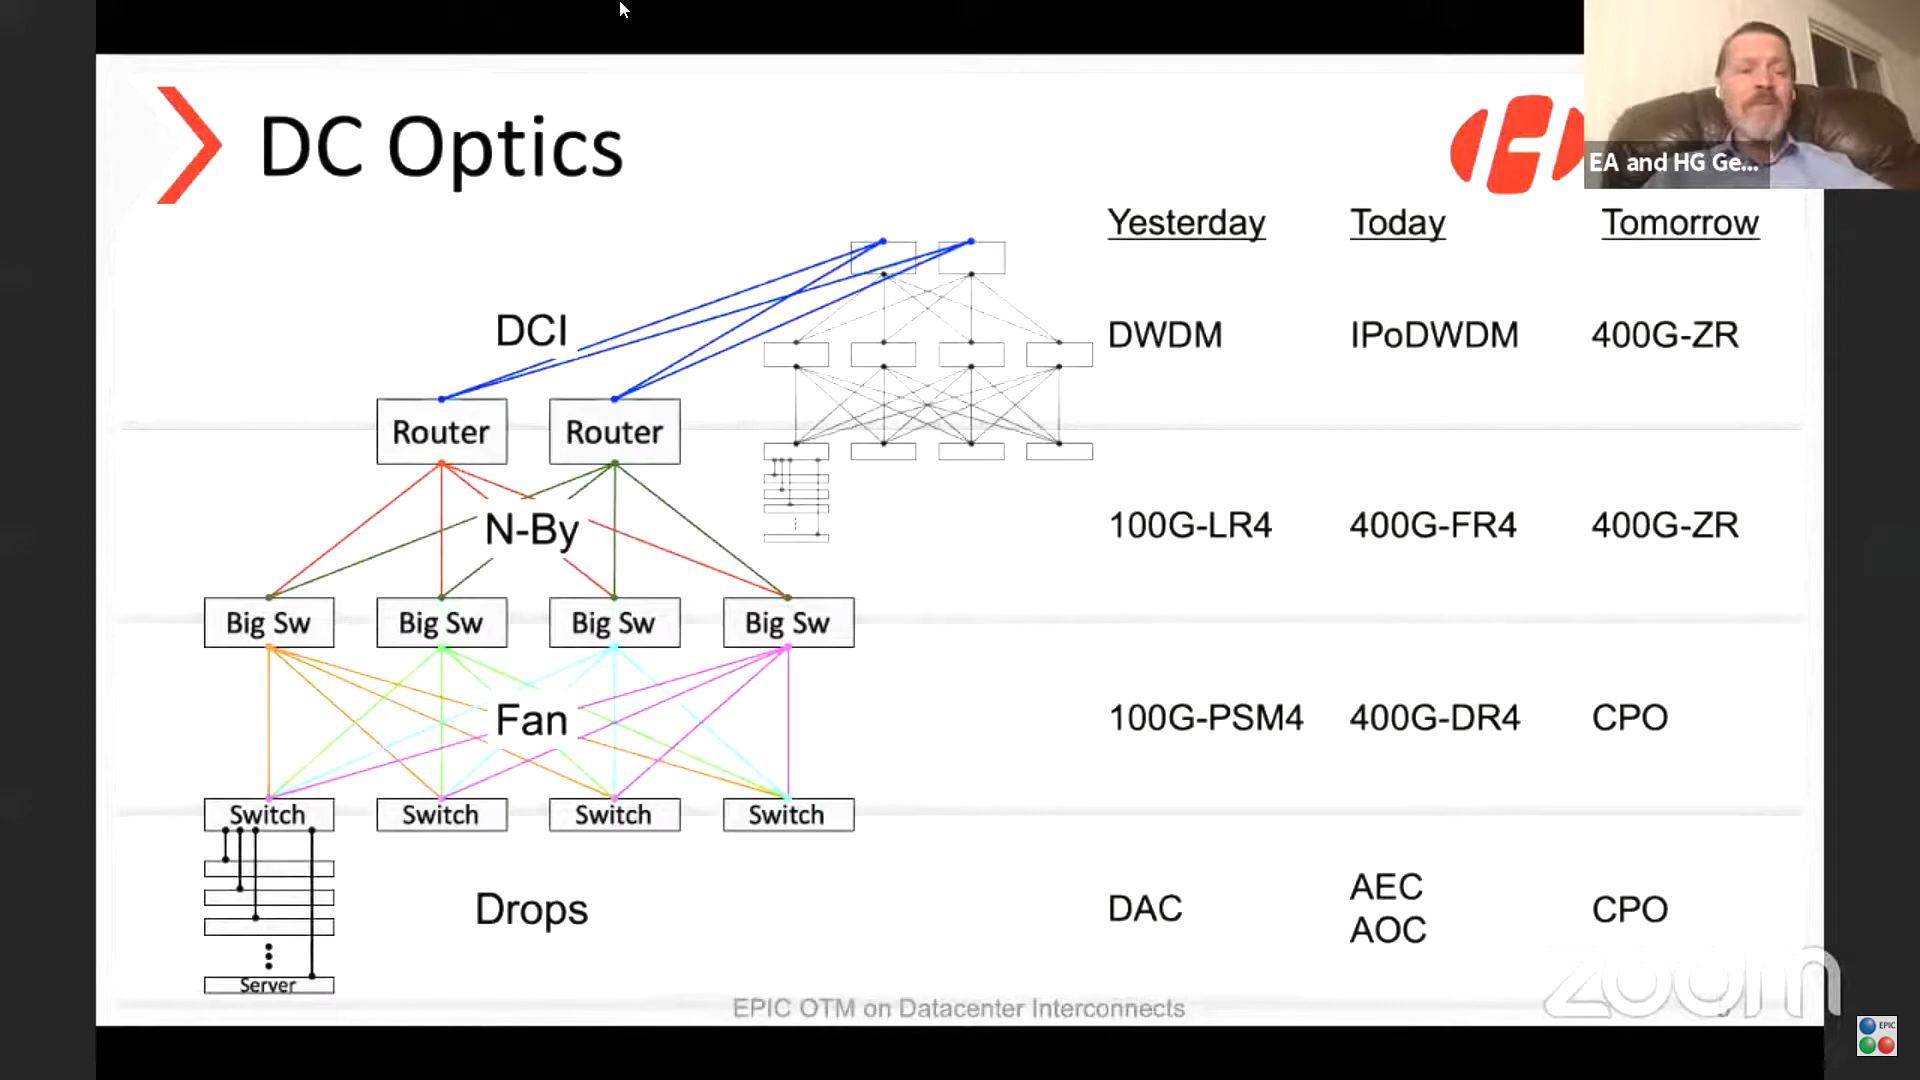 DC Optics
EA and HG Ge...
Yesterday Today Tomorrow
DCI
DWDM IPoDWDM 400G-ZR
Router Router
N-By
100G-LR4 400G-FR4 400G-ZR
Big Sw Big Sw Big Sw Big Sw
Fan
100G-PSM4 400G-DR4 CPO
Switch Switch Switch Switch
Drops
DAC AEC AOC CPO
Server
EPIC OTM on Datacenter Interconnects
zoom
EPIC